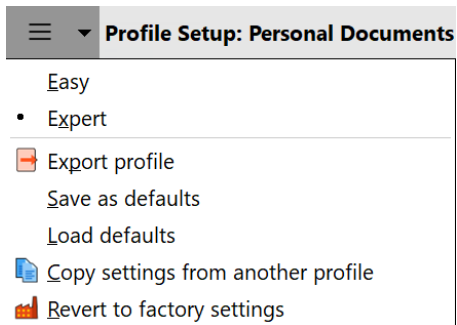 Profile Setup: Personal Documents
Easy
Expert
Export profile
Save as defaults
Load defaults
Copy settings from another profile
Revert to factory settings